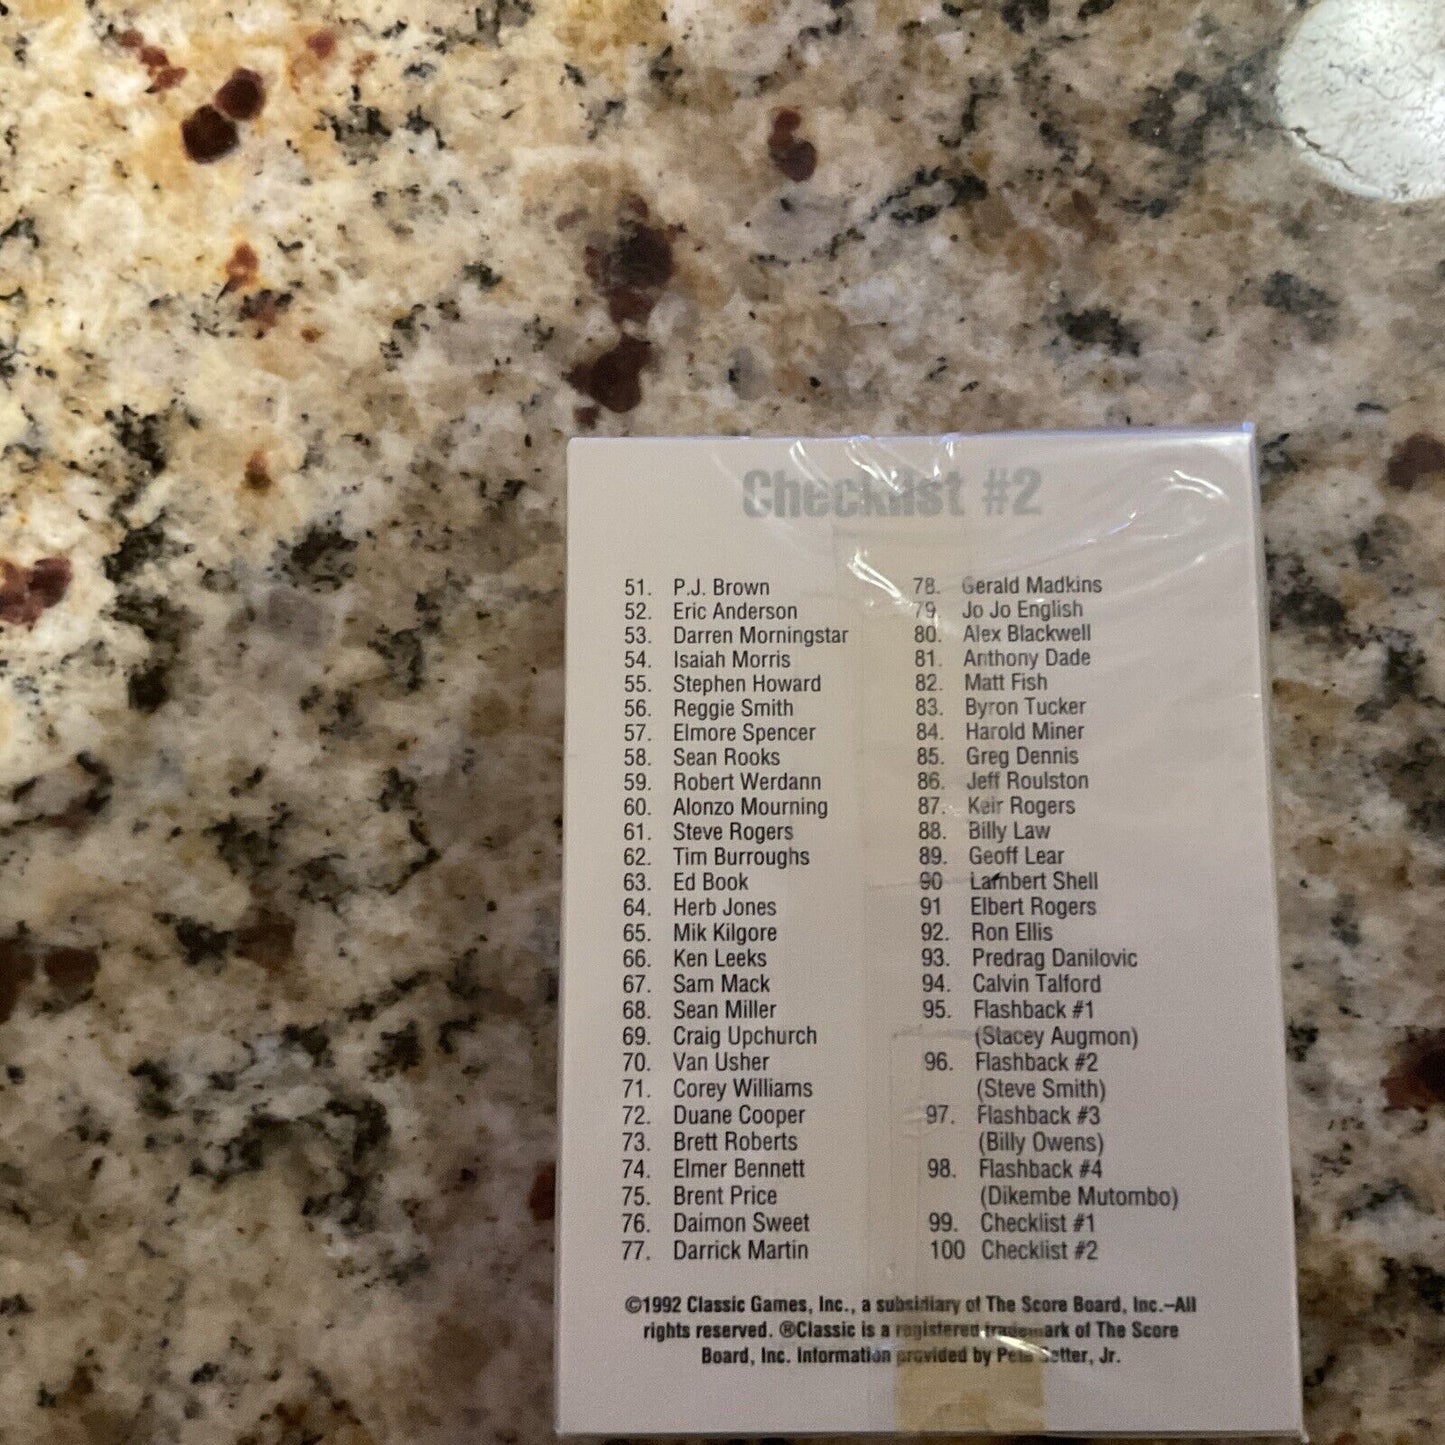 Checklist #2
51. P.J. Brown
52. Eric Anderson
53. Darren Morningstar
54. Isaiah Morris
55. Stephen Howard
56. Reggie Smith
57. Elmore Spencer
58. Sean Rooks
59. Robert Werdann
60. Alonzo Mourning
61. Steve Rogers
62. Tim Burroughs
63. Ed Book
64. Herb Jones
65. Mik Kilgore
66. Ken Leeks
67. Sam Mack
68. Sean Miller
69. Craig Upchurch
70. Van Usher
71. Corey Williams
72. Duane Cooper
73. Brett Roberts
74. Elmer Bennett
75. Brent Price
76. Daimon Sweet
77. Darrick Martin
78. Gerald Madkins
79. Jo Jo English
80. Alex Blackwell
81. Anthony Dade
82. Matt Fish
83. Byron Tucker
84. Harold Miner
85. Greg Dennis
86. Jeff Roulston
87. Keir Rogers
88. Billy Law
89. Geoff Lear
90 Lambert Shell
91 Elbert Rogers
92. Ron Ellis
93. Predrag Danilovic
94. Calvin Talford
95. Flashback #1
(Stacey Augmon)
96. Flashback #2
(Steve Smith)
97. Flashback #3
(Billy Owens)
98. Flashback #4
(Dikembe Mutombo)
99. Checklist #1
100 Checklist #2
©1992 Classic Games, Inc., a subsidiary of The Score Board, Inc.–All
rights reserved. ®Classic is a registered trademark of The Score
Board, Inc. Information provided by Jr.